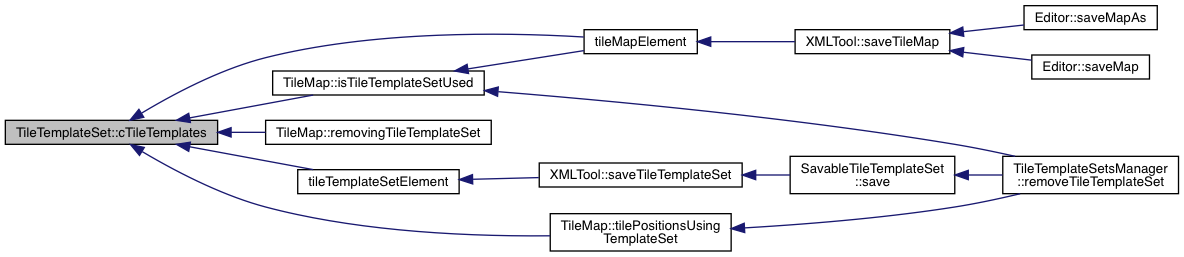 Editor::saveMapAs
tileMapElement
XMLTool::saveTileMap
Editor::saveMap
TileMap::isTileTemplateSetUsed
TileTemplateSet::cTileTemplates
TileMap::removingTileTemplateSet
tileTemplateSetElement
XMLTool::saveTileTemplateSet
SavableTileTemplateSet
::save
TileTemplateSetsManager
::removeTileTemplateSet
TileMap::tilePositionsUsing
TemplateSet